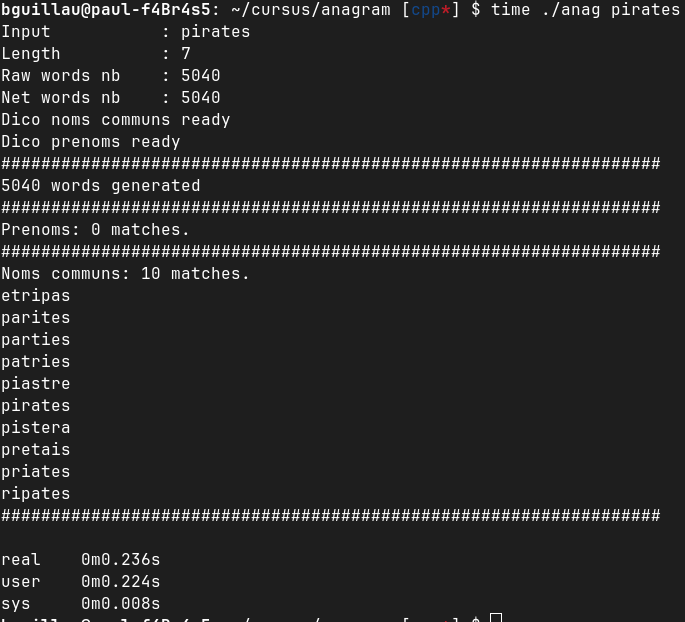 bguillau@paul-f4Br4s5: ~/cursus/anagram [cpp*] $ time ./anag pirates
Input           : pirates
Length          : 7
Raw words nb    : 5040
Net words nb    : 5040
Dico noms communs ready
Dico prenoms ready
##################################################################
5040 words generated
##################################################################
Prenoms: 0 matches.
##################################################################
Noms communs: 10 matches.
etripas
parites
parties
patries
piastre
pirates
pistera
pretais
priates
ripates
##################################################################
real    0m0.236s
user    0m0.224s
sys     0m0.008s